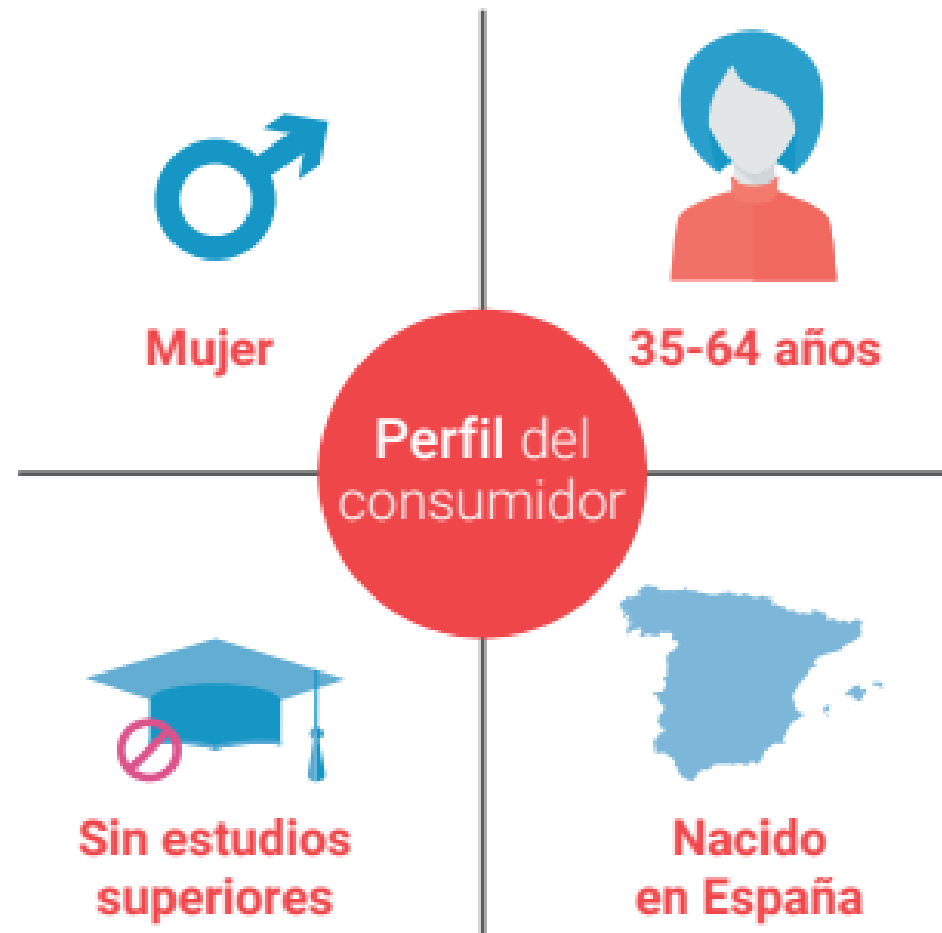 Mujer
35-64 años
Perfil del
consumidor
Sin estudios
superiores
Nacido
en España